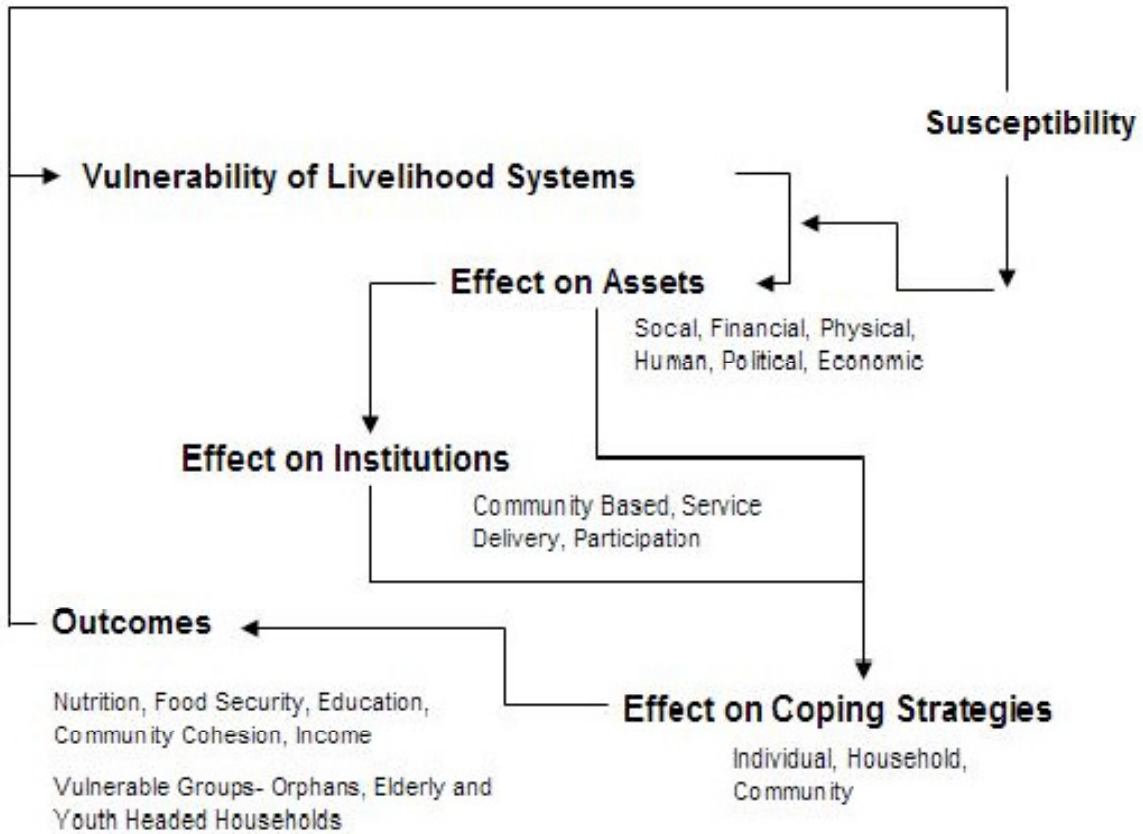 Susceptibility
Vulnerability of Livelihood Systems
Effect on Assets
Socal, Financial, Physical,
Human, Political, Economic
Effect on Institutions
Community Based, Service
Delivery, Participation
Outcomes
Nutrition, Food Security, Education,
Community Cohesion, Income
Vulnerable Groups- Orphans, Elderly and
Youth Headed Households
Effect on Coping Strategies
Individual, Household,
Community